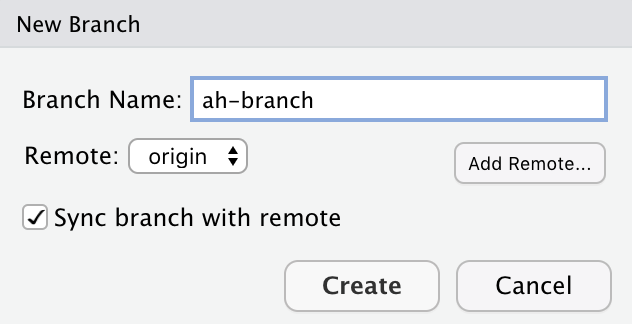 New Branch
Branch Name: ah-branch
Remote: origin Add Remote...
Sync branch with remote
Create Cancel